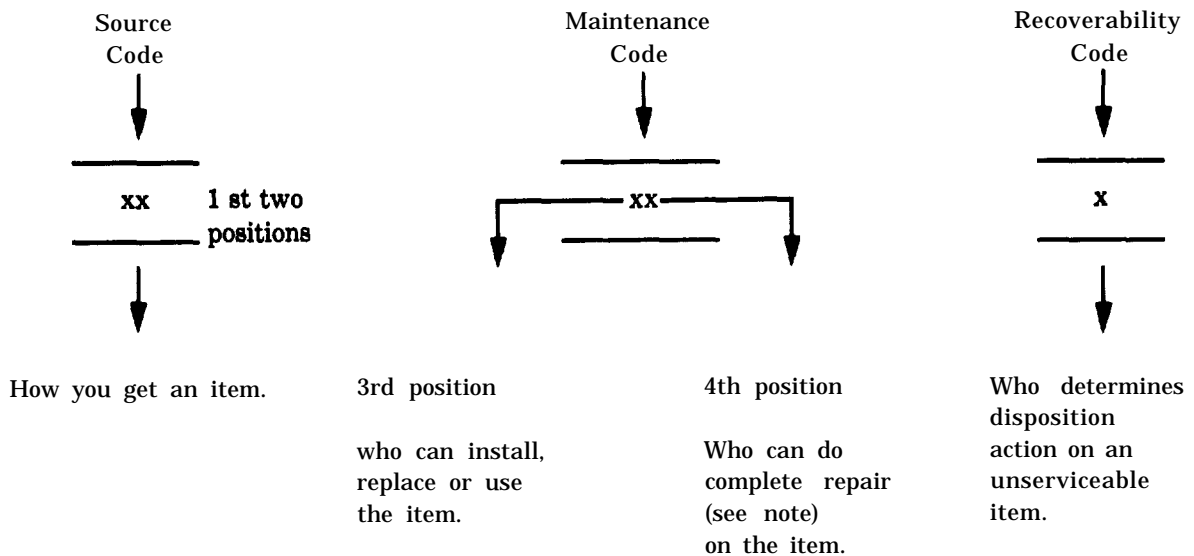 Source
Code
Maintenance
Code
Recoverability
Code
xx
1 st two
positions
xx
x
How you get an item.
3rd position
who can install,
replace or use
the item.
4th position
Who can do
complete repair
(see note)
on the item.
Who determines
disposition
action on an
unserviceable
item.